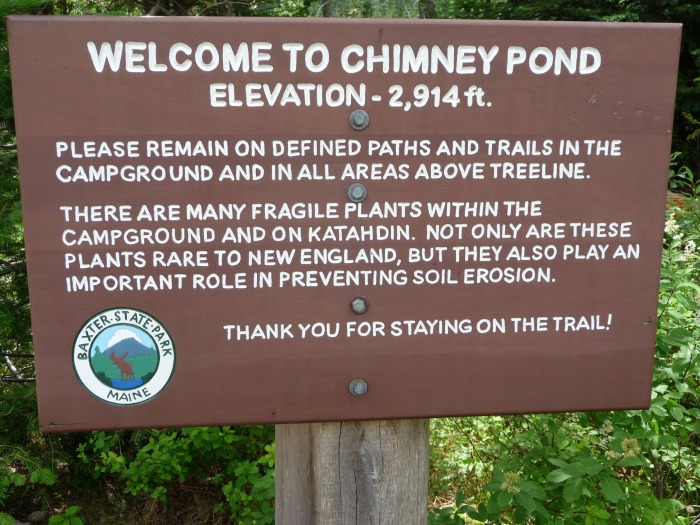 WELCOME TO CHIMNEY POND
ELEVATION - 2,914 ft.
PLEASE REMAIN ON DEFINED PATHS AND TRAILS IN THE
CAMPGROUND AND IN ALL AREAS ABOVE TREELINE.
THERE ARE MANY FRAGILE PLANTS WITHIN THE
CAMPGROUND AND ON KATAHDIN. NOT ONLY ARE THESE
PLANTS RARE TO NEW ENGLAND, BUT THEY ALSO PLAY AN
IMPORTANT ROLE IN PREVENTING SOIL EROSION.
THANK YOU FOR STAYING ON THE TRAIL!
BAXTER · STATE · PARK
MAINE